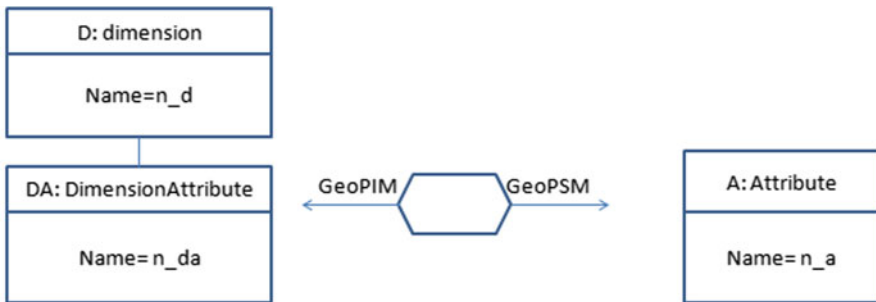 D: dimension
Name=n_d
DA: DimensionAttribute
Name= n_da
GeoPIM
GeoPSM
A: Attribute
Name= n_a